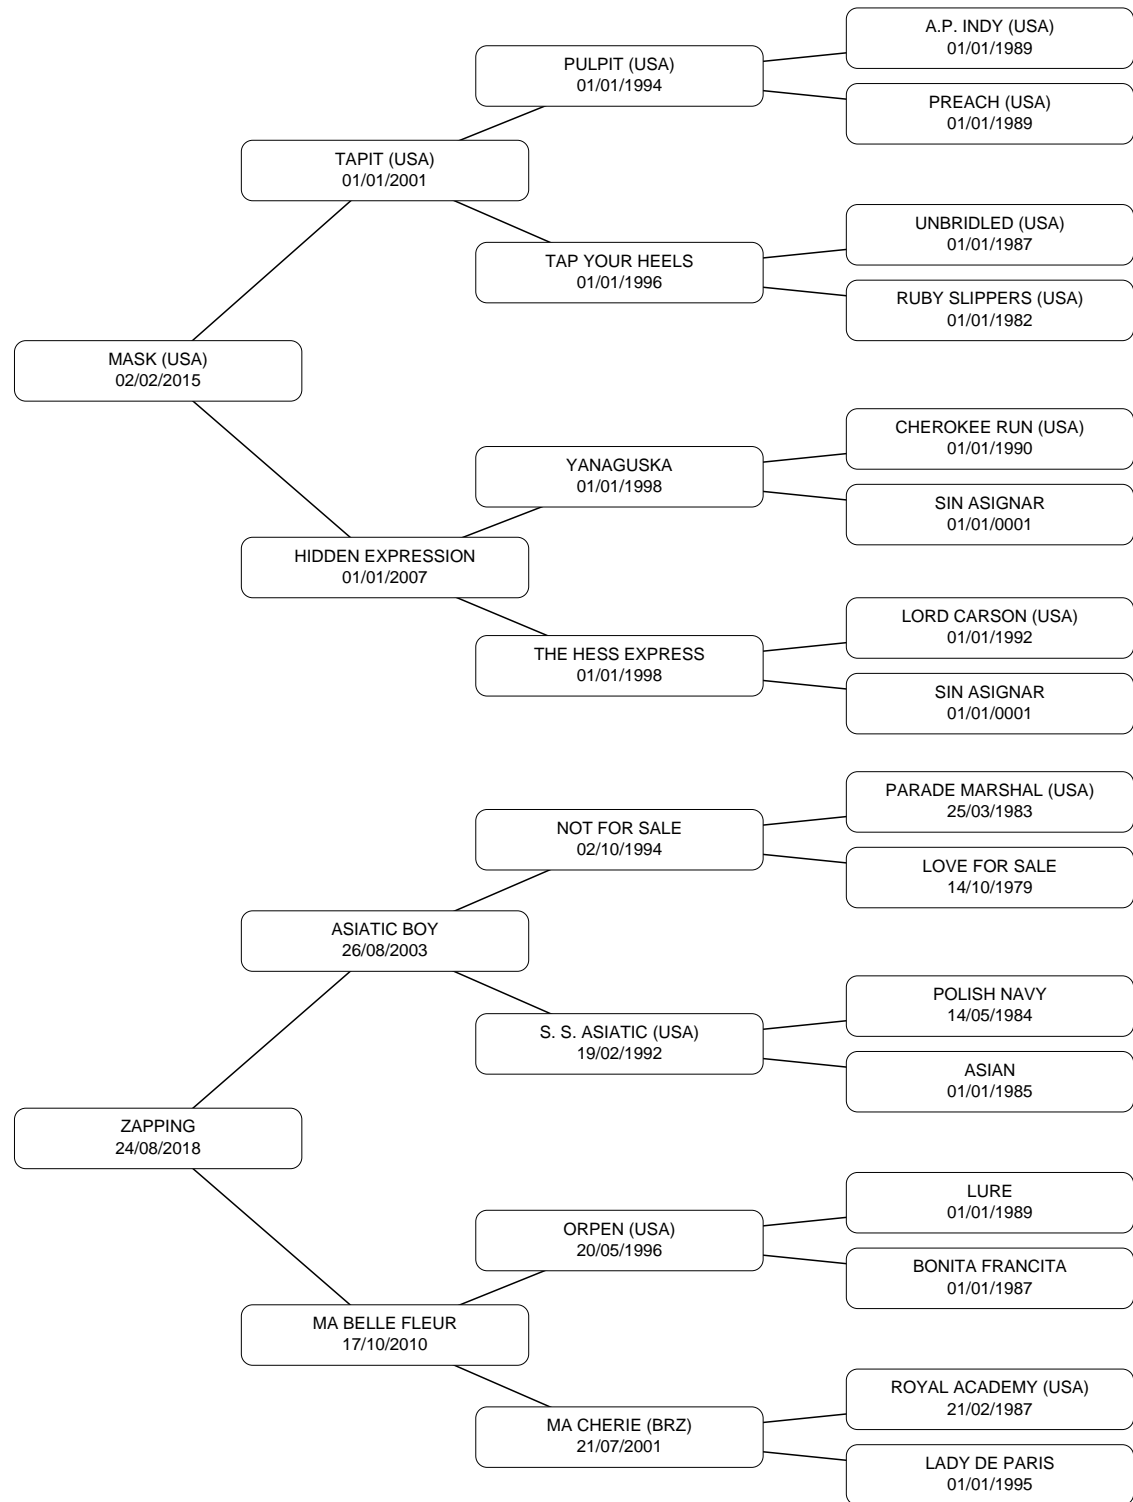 A.P. INDY (USA)
01/01/1989
PULPIT (USA)
01/01/1994
PREACH (USA)
01/01/1989
TAPIT (USA)
01/01/2001
UNBRIDLED (USA)
01/01/1987
TAP YOUR HEELS
01/01/1996
RUBY SLIPPERS (USA)
01/01/1982
MASK (USA)
02/02/2015
CHEROKEE RUN (USA)
01/01/1990
YANAGUSKA
01/01/1998
SIN ASIGNAR
01/01/0001
HIDDEN EXPRESSION
01/01/2007
LORD CARSON (USA)
01/01/1992
THE HESS EXPRESS
01/01/1998
SIN ASIGNAR
01/01/0001
PARADE MARSHAL (USA)
25/03/1983
NOT FOR SALE
02/10/1994
LOVE FOR SALE
14/10/1979
ASIATIC BOY
26/08/2003
POLISH NAVY
14/05/1984
S. S. ASIATIC (USA)
19/02/1992
ASIAN
01/01/1985
ZAPPING
24/08/2018
LURE
01/01/1989
ORPEN (USA)
20/05/1996
BONITA FRANCITA
01/01/1987
MA BELLE FLEUR
17/10/2010
ROYAL ACADEMY (USA)
21/02/1987
MA CHERIE (BRZ)
21/07/2001
LADY DE PARIS
01/01/1995